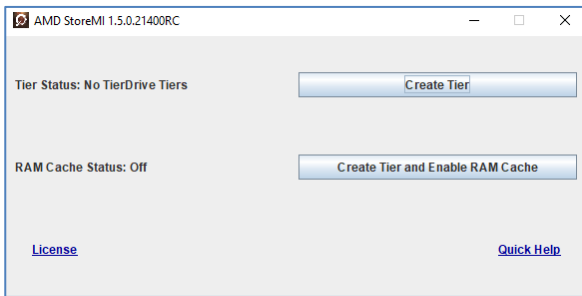 AMD StoreMI 1.5.0.21400RC
Tier Status: No TierDrive Tiers
Create Tier
RAM Cache Status: Off
Create Tier and Enable RAM Cache
License
Quick Help